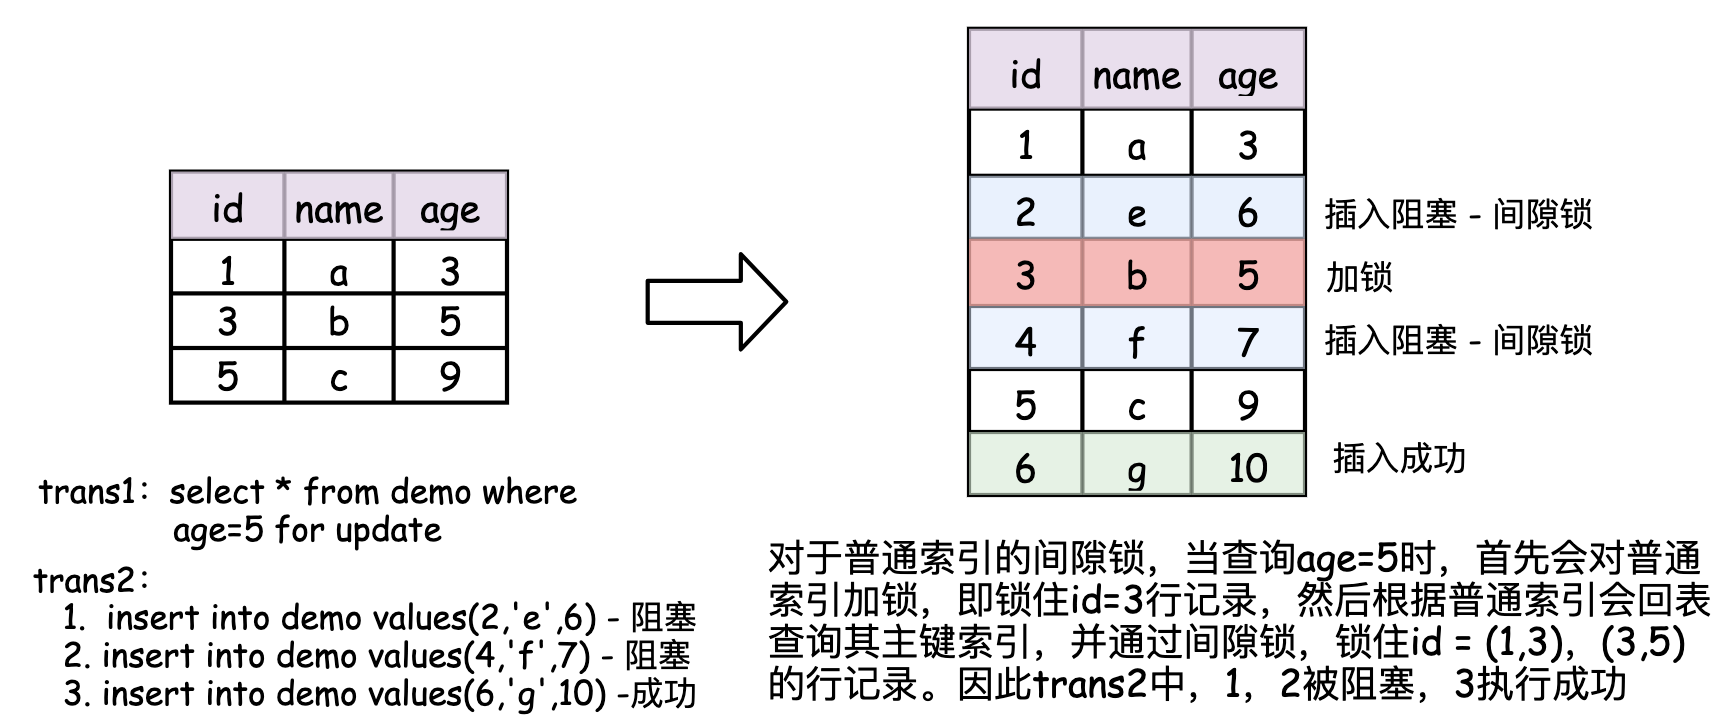 id name age
1 a 3
3 b 5
5 c 9
trans1: select * from demo where
age=5 for update
trans2:
1. insert into demo values(2,'e',6) - 阻塞
2. insert into demo values(4,'f',7) - 阻塞
3. insert into demo values(6,'g',10) -成功
id name age
1 a 3
2 e 6 插入阻塞 - 间隙锁
3 b 5 加锁
4 f 7 插入阻塞 - 间隙锁
5 c 9
6 g 10 插入成功
对于普通索引的间隙锁，当查询age=5时，首先会对普通
索引加锁，即锁住id=3行记录，然后根据普通索引会回表
查询其主键索引，并通过间隙锁，锁住id = (1,3)，(3,5)
的行记录。因此trans2中，1，2被阻塞，3执行成功